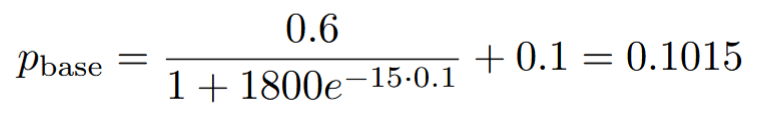 p_base = 0.6 / (1 + 1800e^(−15·0.1)) + 0.1 = 0.1015